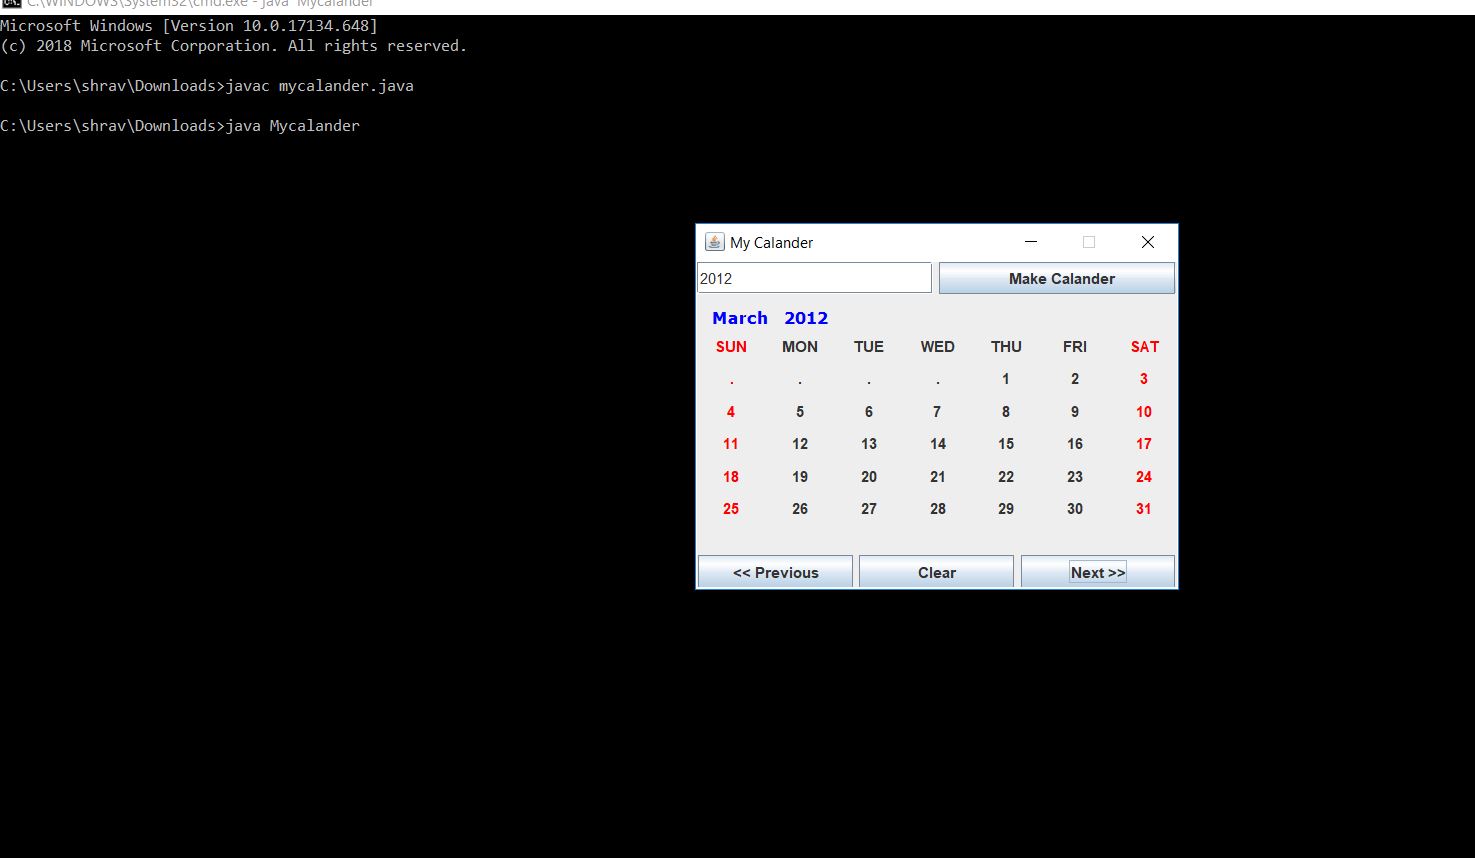 C:\WINDOWS\System32\cmd.exe - java Mycalander
Microsoft Windows [Version 10.0.17134.648]
(c) 2018 Microsoft Corporation. All rights reserved.
C:\Users\shrav\Downloads>javac mycalander.java
C:\Users\shrav\Downloads>java Mycalander
My Calander
2012 Make Calander
March 2012
SUN MON TUE WED THU FRI SAT
. . . . 1 2 3
4 5 6 7 8 9 10
11 12 13 14 15 16 17
18 19 20 21 22 23 24
25 26 27 28 29 30 31
<< Previous Clear Next >>